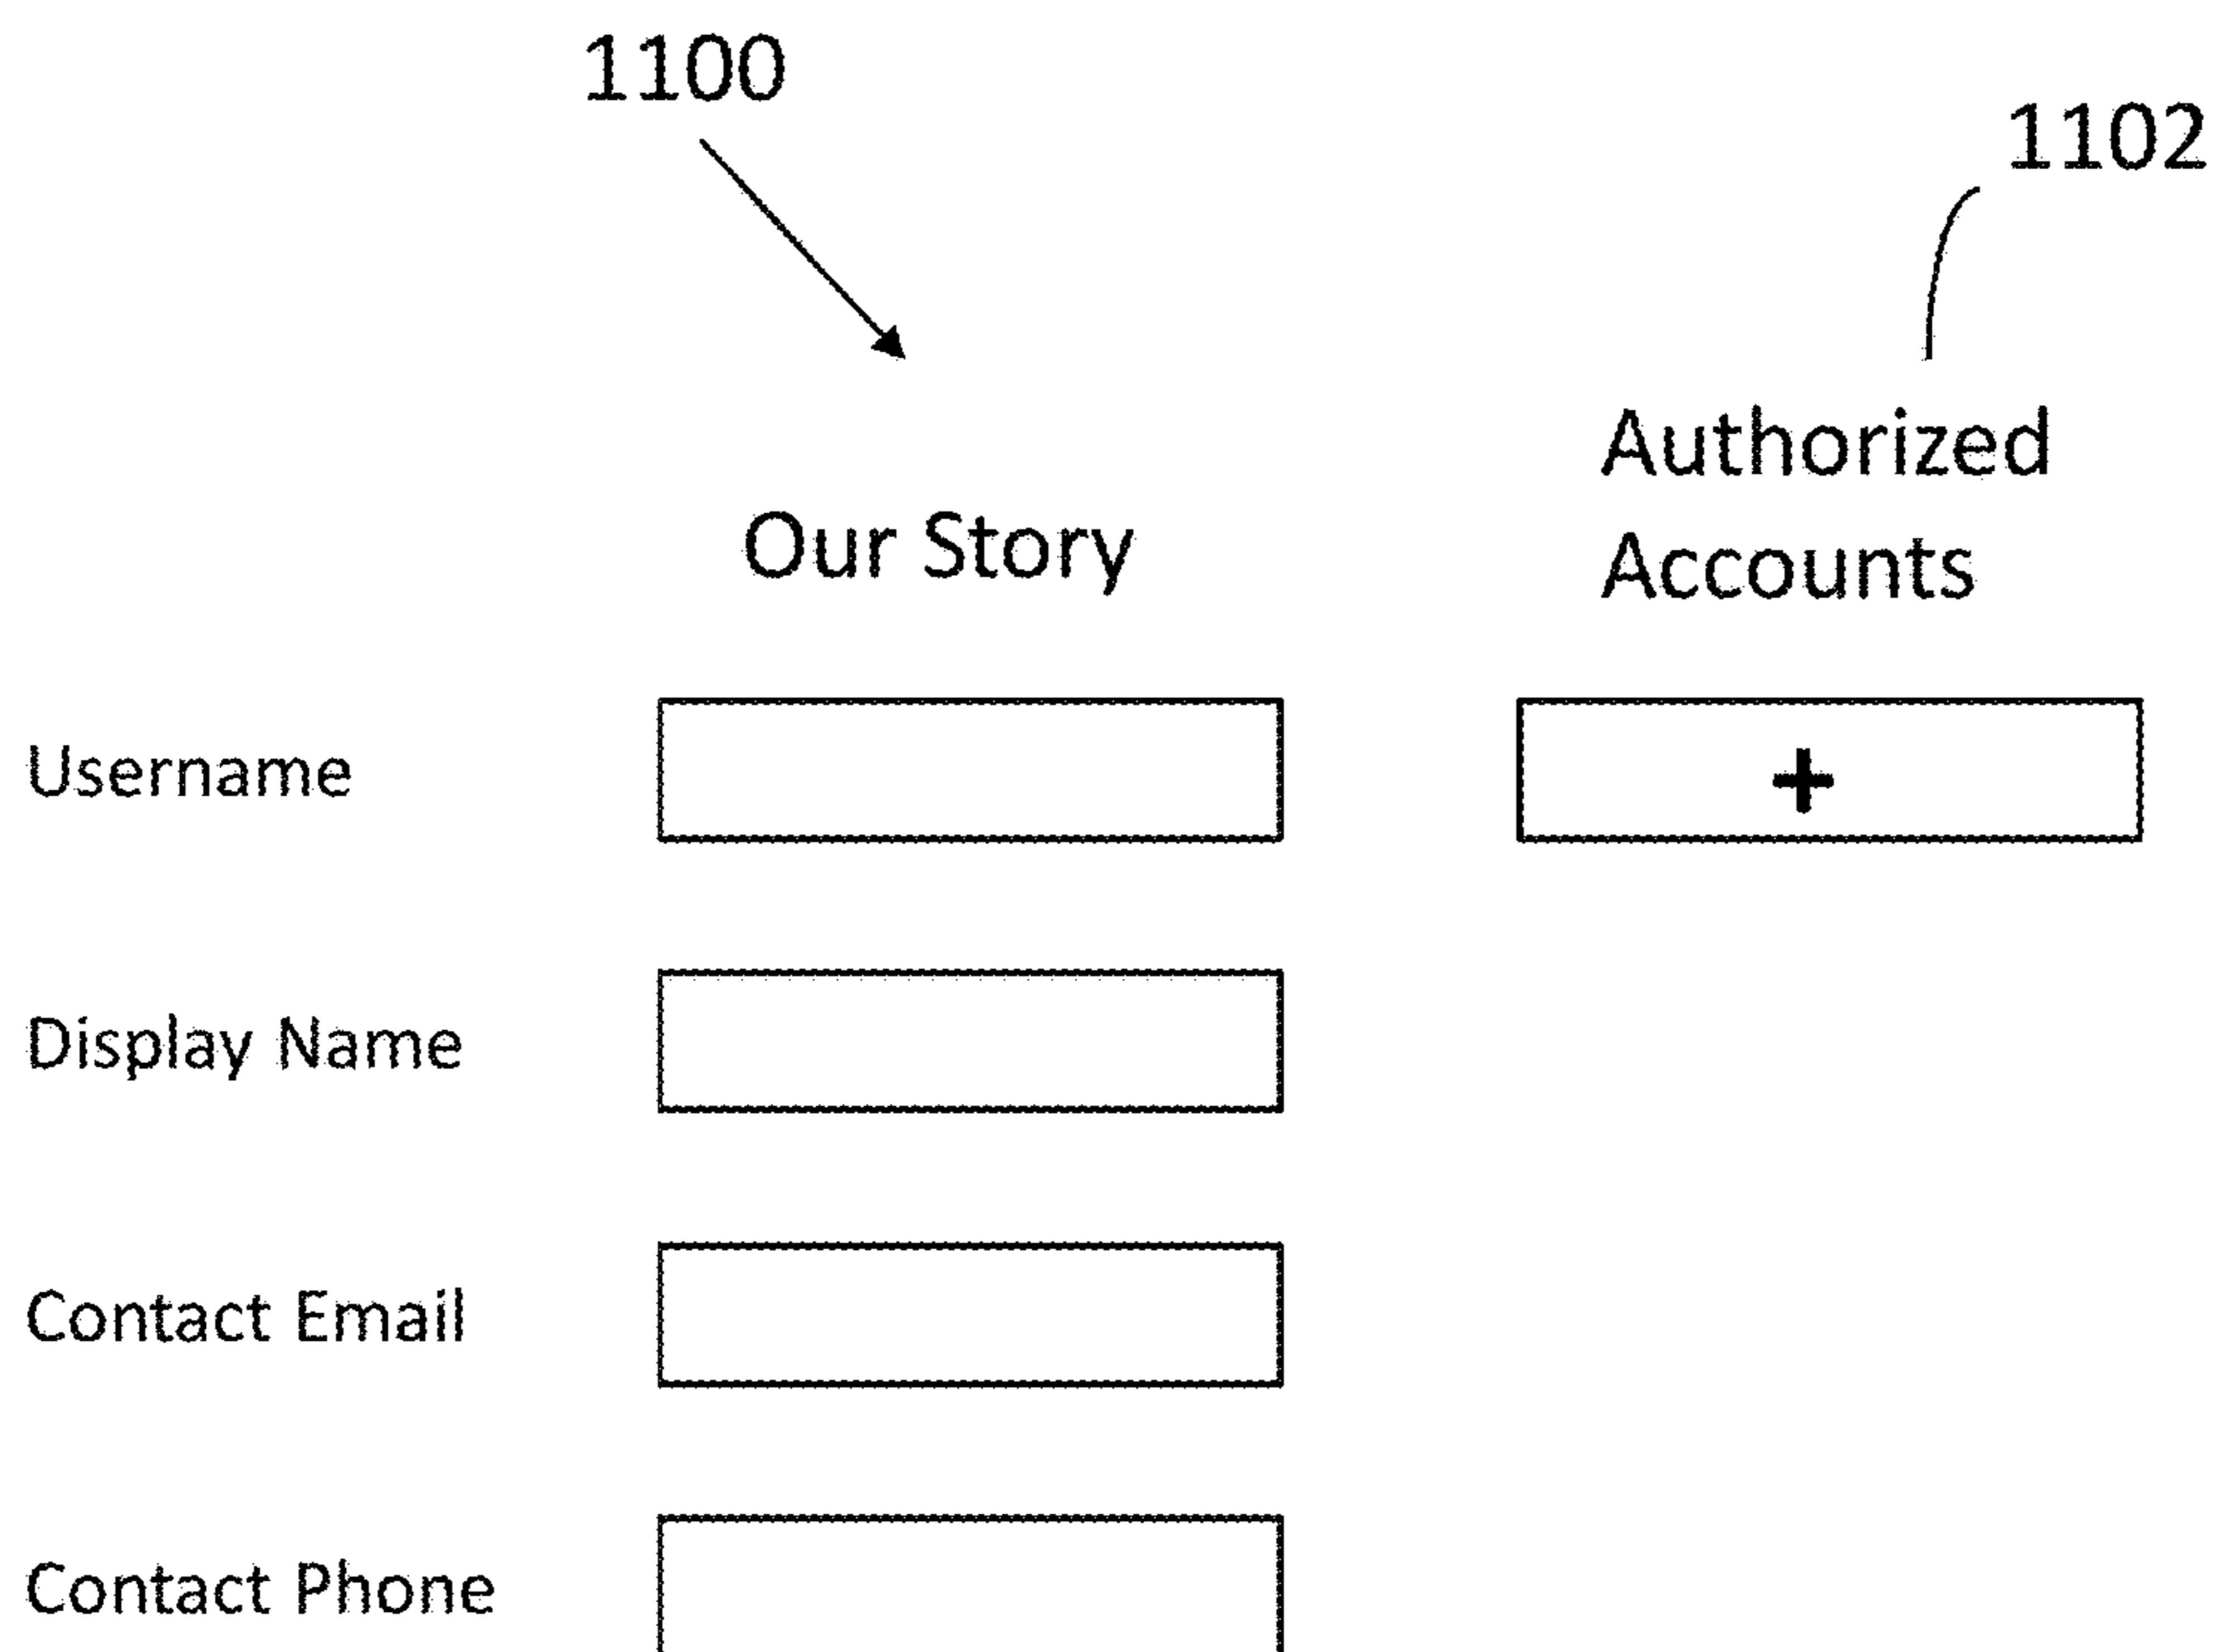 1100
1102
Authorized
Accounts
Our Story
Username
+
Display Name
Contact Email
Contact Phone